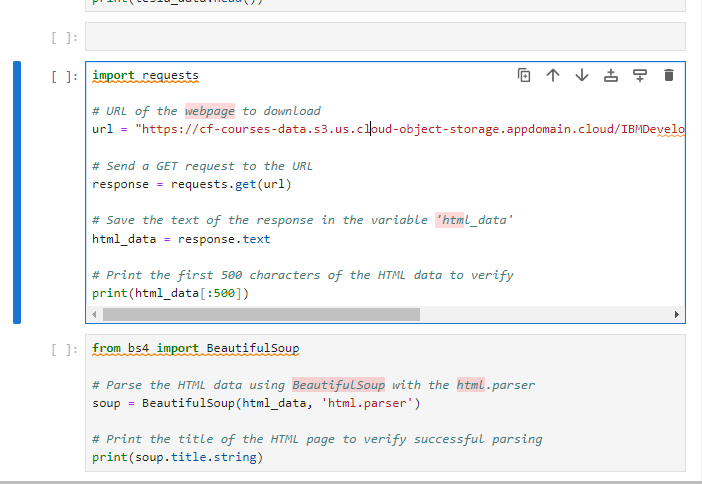 print(tesla_data.head())
[ ]:
[ ]:
import requests
# URL of the webpage to download
url = "https://cf-courses-data.s3.us.cloud-object-storage.appdomain.cloud/IBMDevelo
# Send a GET request to the URL
response = requests.get(url)
# Save the text of the response in the variable 'html_data'
html_data = response.text
# Print the first 500 characters of the HTML data to verify
print(html_data[:500])
[ ]:
from bs4 import BeautifulSoup
# Parse the HTML data using BeautifulSoup with the html.parser
soup = BeautifulSoup(html_data, 'html.parser')
# Print the title of the HTML page to verify successful parsing
print(soup.title.string)